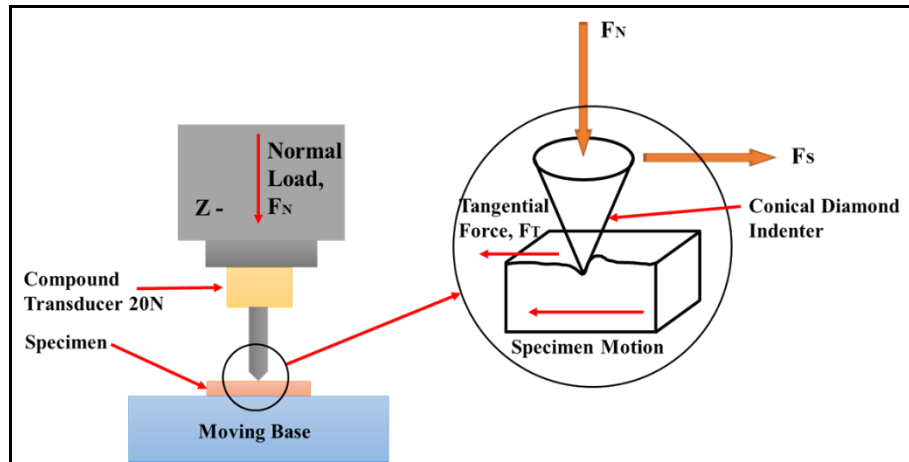 Normal
Load,
FN
Z -
Compound
Transducer 20N
Specimen
Moving Base
FN
FS
Tangential
Force, FT
Conical Diamond
Indenter
Specimen Motion